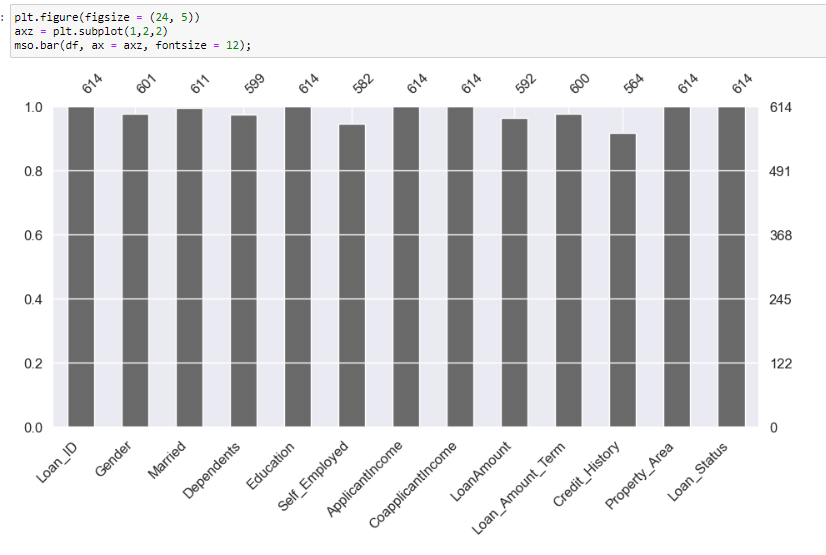 :
plt.figure(figsize = (24, 5))
axz = plt.subplot(1,2,2)
mso.bar(df, ax = axz, fontsize = 12);
614 601 611 599 614 582 614 614 592 600 564 614 614
1.0 614
0.8 491
0.6 368
0.4 245
0.2 122
0.0 0
Loan_ID Gender Married Dependents Education Self_Employed ApplicantIncome CoapplicantIncome LoanAmount Loan_Amount_Term Credit_History Property_Area Loan_Status